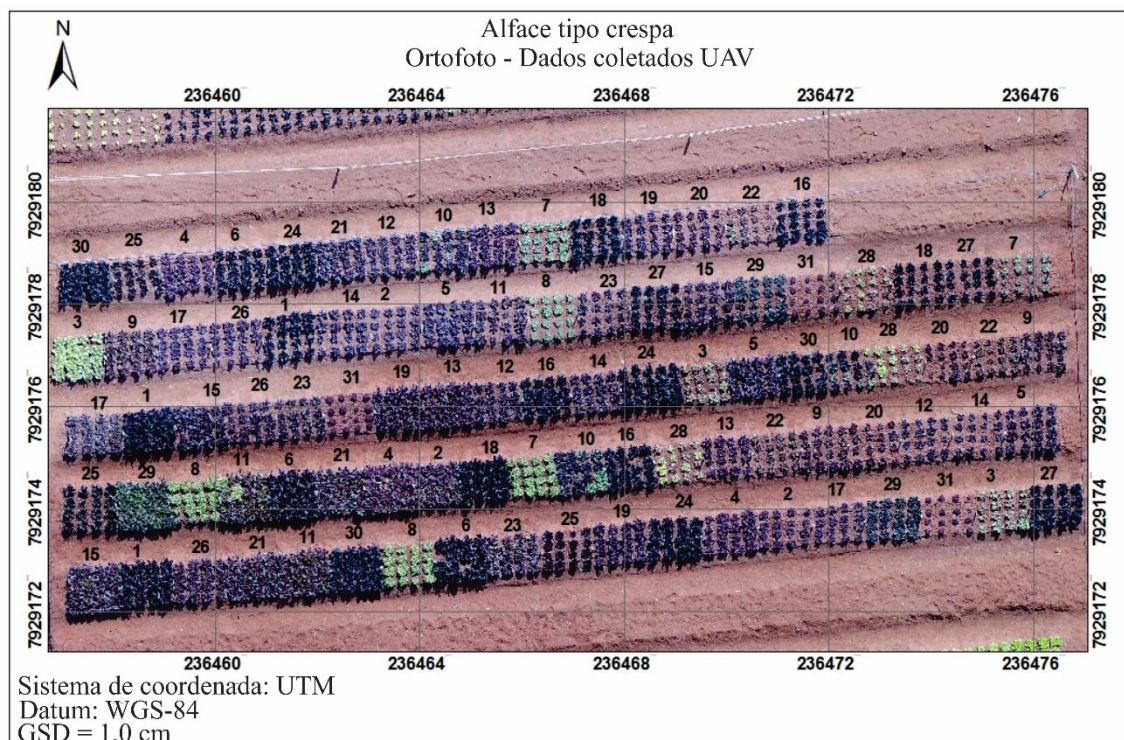 N
Alface tipo crespa
Ortofoto - Dados coletados UAV
236460 236464 236468 236472 236476
7929180 7929180
30 25 4 6 24 21 12 10 13 7 18 19 20 22 16
7929178 7929178
3 9 17 26 1 14 2 5 11 8 23 27 15 29 31 28 18 27 7
7929176 7929176
17 1 15 26 23 31 19 13 12 16 14 24 3 5 30 10 28 20 22 9
7929174 7929174
25 29 8 11 6 21 4 2 18 7 10 16 28 13 22 9 20 12 14 5
7929172 7929172
15 1 26 21 11 30 8 6 23 25 19 24 4 2 17 29 31 3 27
236460 236464 236468 236472 236476
Sistema de coordenada: UTM
Datum: WGS-84
GSD = 1,0 cm